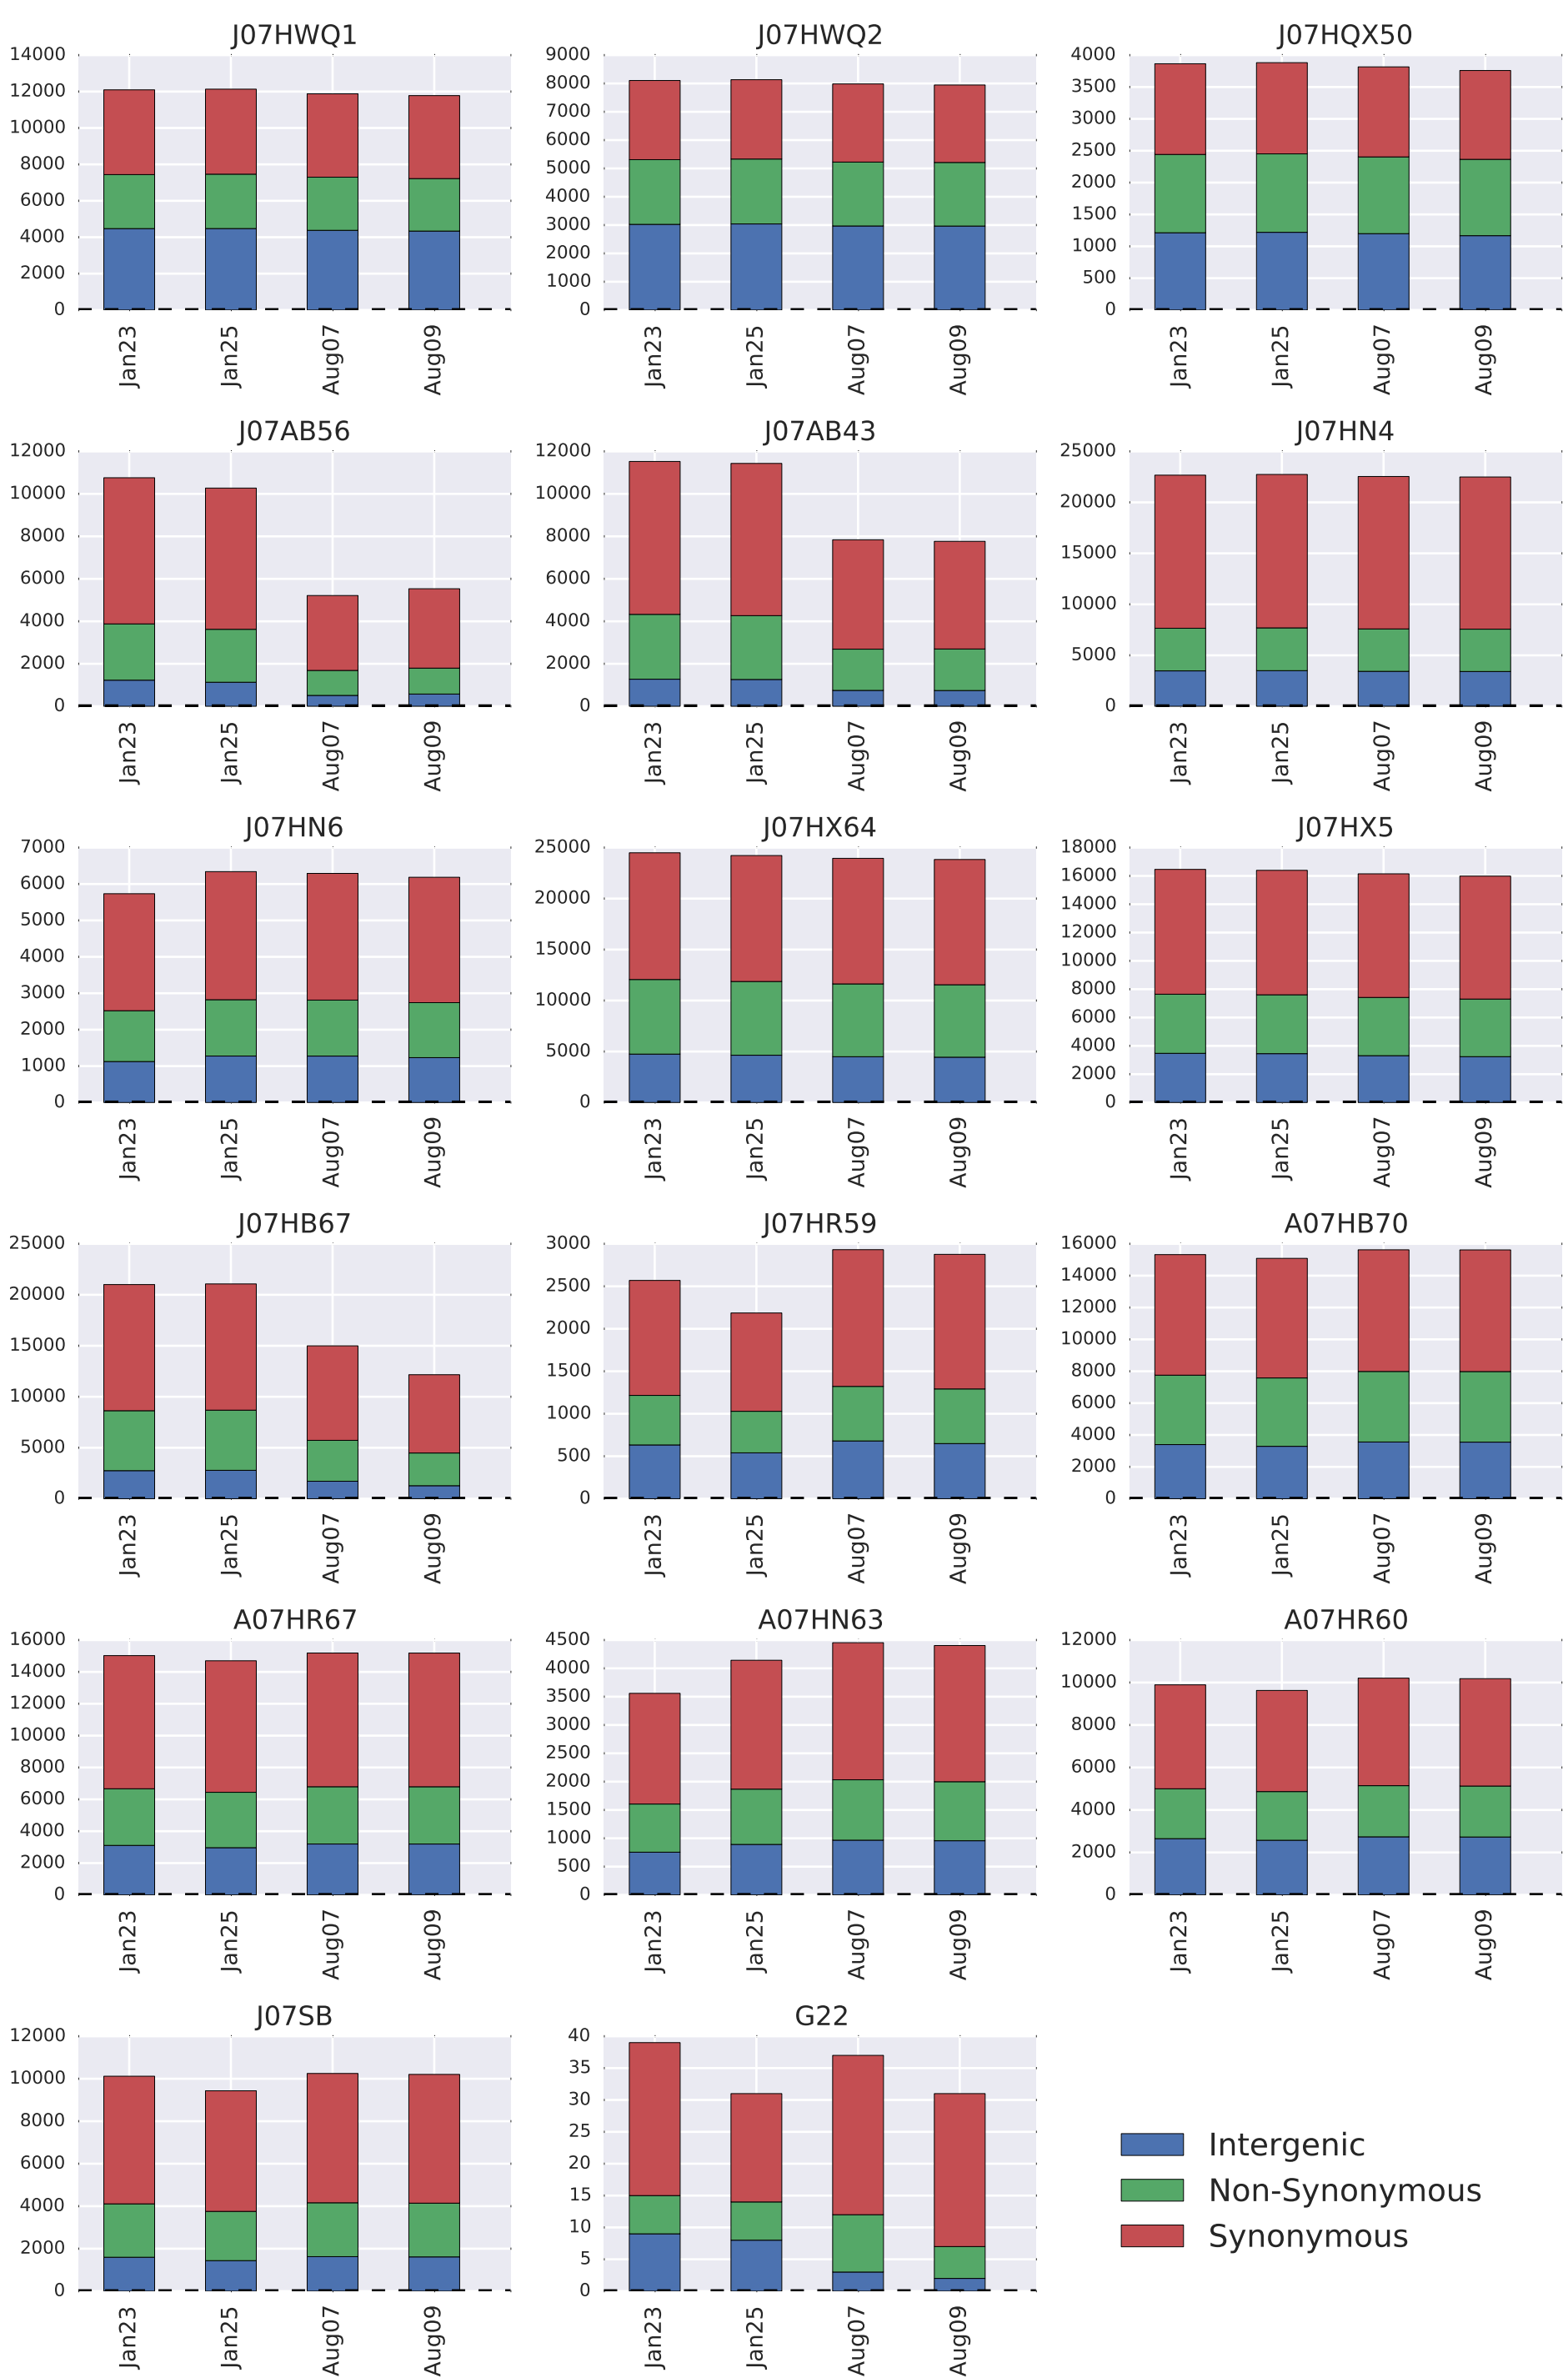 J07HWQ1
14000
12000
10000
8000
6000
4000
2000
0
Jan23
Jan25
Aug07
Aug09
J07HWQ2
9000
8000
7000
6000
5000
4000
3000
2000
1000
0
Jan23
Jan25
Aug07
Aug09
J07HQX50
4000
3500
3000
2500
2000
1500
1000
500
0
Jan23
Jan25
Aug07
Aug09
J07AB56
12000
10000
8000
6000
4000
2000
0
Jan23
Jan25
Aug07
Aug09
J07AB43
12000
10000
8000
6000
4000
2000
0
Jan23
Jan25
Aug07
Aug09
J07HN4
25000
20000
15000
10000
5000
0
Jan23
Jan25
Aug07
Aug09
J07HN6
7000
6000
5000
4000
3000
2000
1000
0
Jan23
Jan25
Aug07
Aug09
J07HX64
25000
20000
15000
10000
5000
0
Jan23
Jan25
Aug07
Aug09
J07HX5
18000
16000
14000
12000
10000
8000
6000
4000
2000
0
Jan23
Jan25
Aug07
Aug09
J07HB67
25000
20000
15000
10000
5000
0
Jan23
Jan25
Aug07
Aug09
J07HR59
3000
2500
2000
1500
1000
500
0
Jan23
Jan25
Aug07
Aug09
A07HB70
16000
14000
12000
10000
8000
6000
4000
2000
0
Jan23
Jan25
Aug07
Aug09
A07HR67
16000
14000
12000
10000
8000
6000
4000
2000
0
Jan23
Jan25
Aug07
Aug09
A07HN63
4500
4000
3500
3000
2500
2000
1500
1000
500
0
Jan23
Jan25
Aug07
Aug09
A07HR60
12000
10000
8000
6000
4000
2000
0
Jan23
Jan25
Aug07
Aug09
J07SB
12000
10000
8000
6000
4000
2000
0
Jan23
Jan25
Aug07
Aug09
G22
40
35
30
25
20
15
10
5
0
Jan23
Jan25
Aug07
Aug09
Intergenic
Non-Synonymous
Synonymous